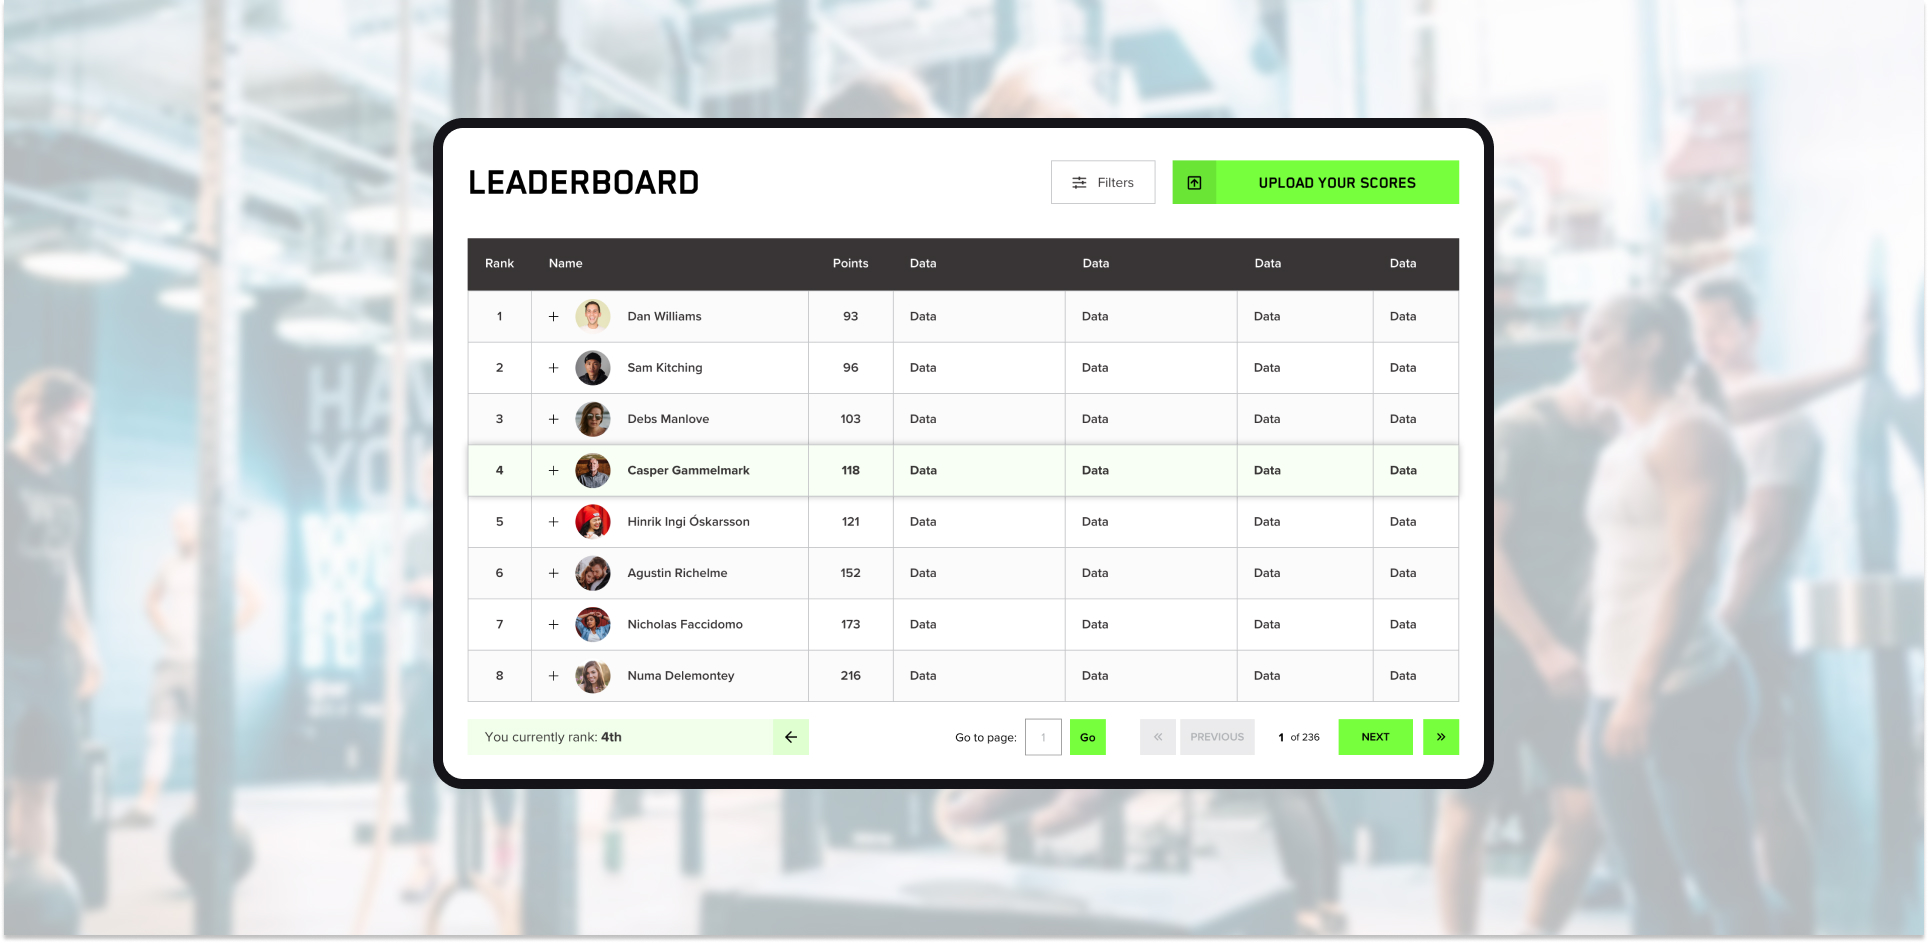 LEADERBOARD
Filters
UPLOAD YOUR SCORES
Rank Name Points Data Data Data Data
1 Dan Williams 93 Data Data Data Data
2 Sam Kitching 96 Data Data Data Data
3 Debs Manlove 103 Data Data Data Data
4 Casper Gammelmark 118 Data Data Data Data
5 Hinrik Ingi Óskarsson 121 Data Data Data Data
6 Agustin Richelme 152 Data Data Data Data
7 Nicholas Faccidomo 173 Data Data Data Data
8 Numa Delemontey 216 Data Data Data Data
You currently rank: 4th
Go to page: 1 Go « PREVIOUS 1 of 236 NEXT »